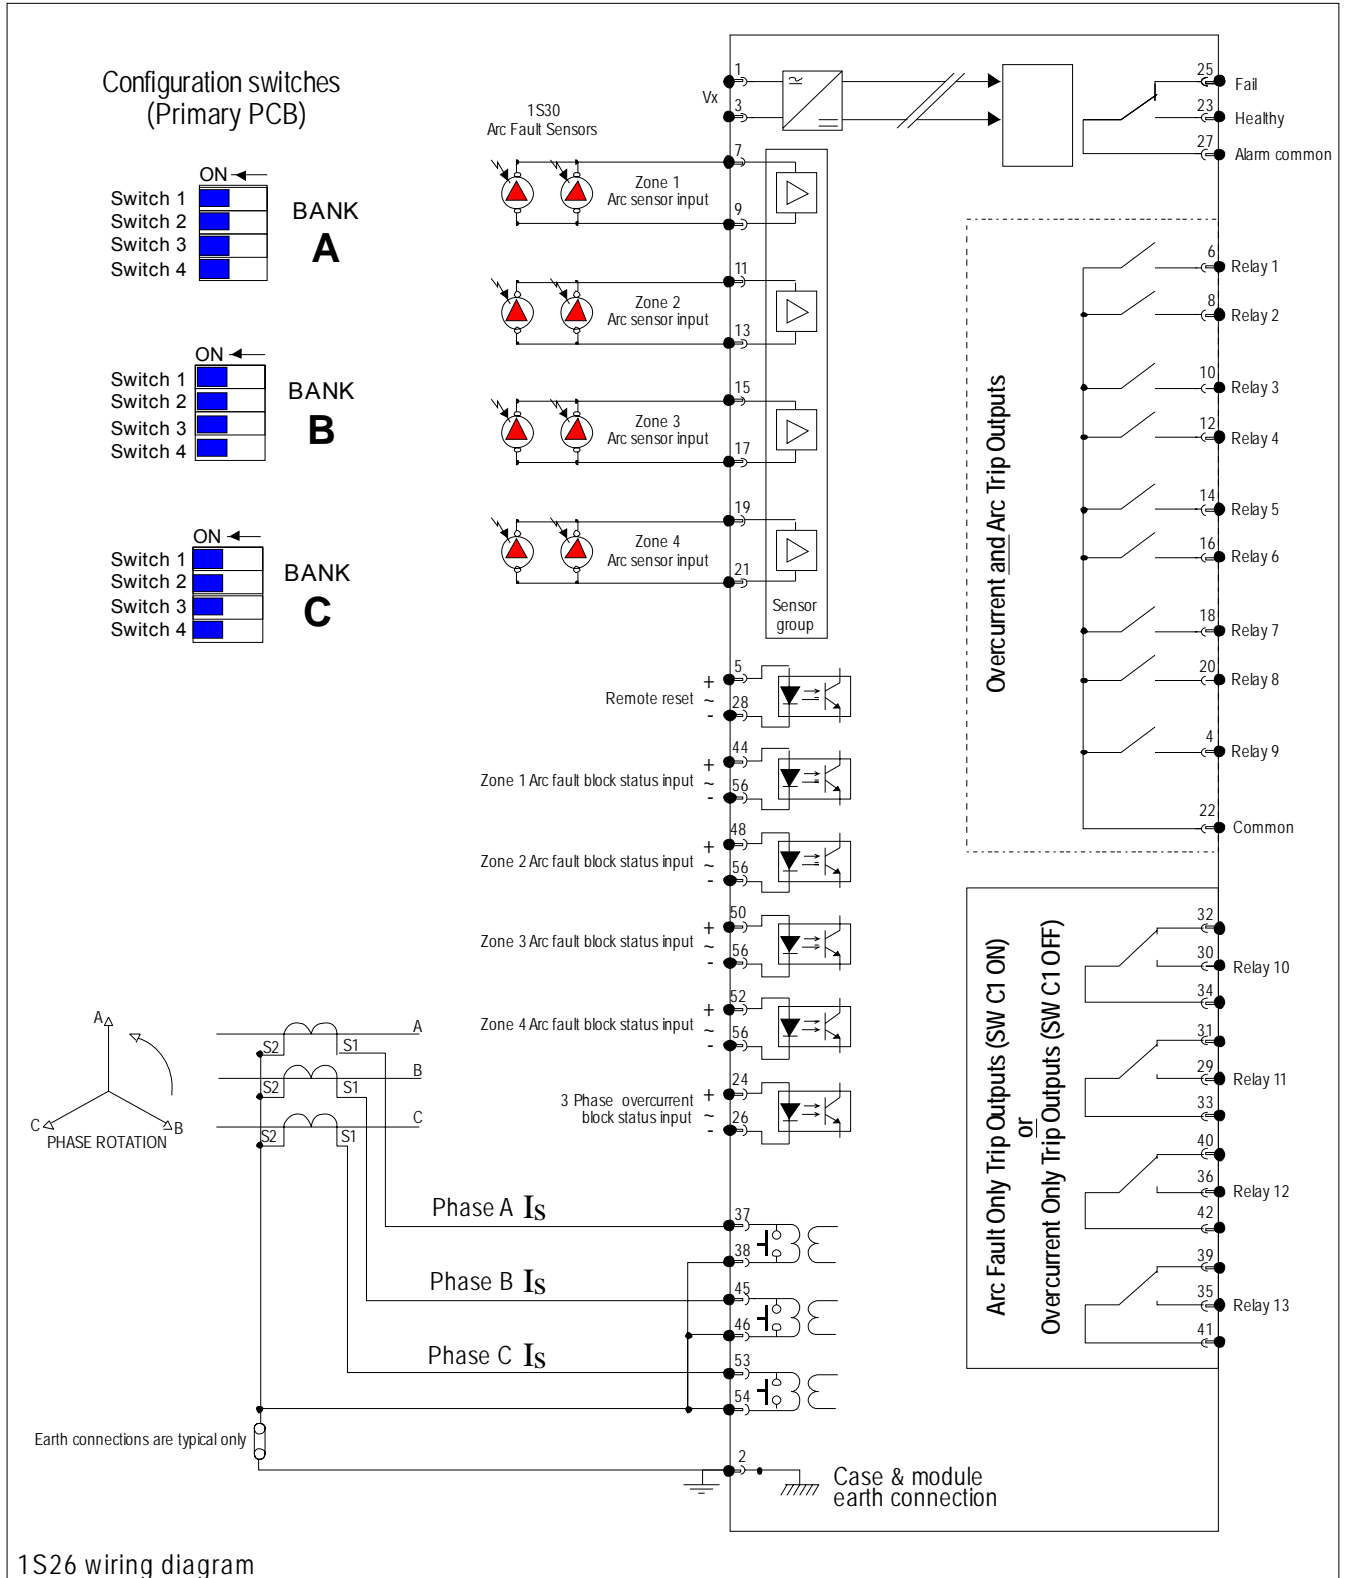 Configuration switches
(Primary PCB)
ON
Switch 1
Switch 2
Switch 3
Switch 4
BANK
A
ON
Switch 1
Switch 2
Switch 3
Switch 4
BANK
B
ON
Switch 1
Switch 2
Switch 3
Switch 4
BANK
C
1S30
Arc Fault Sensors
Vx
1
3
7
Zone 1
Arc sensor input
9
11
Zone 2
Arc sensor input
13
15
Zone 3
Arc sensor input
17
19
Zone 4
Arc sensor input
21
Sensor
group
25
Fail
23
Healthy
27
Alarm common
Overcurrent and Arc Trip Outputs
6
Relay 1
8
Relay 2
10
Relay 3
12
Relay 4
14
Relay 5
16
Relay 6
18
Relay 7
20
Relay 8
4
Relay 9
22
Common
Remote reset
+
~
-
5
28
Zone 1 Arc fault block status input
+
~
-
44
56
Zone 2 Arc fault block status input
+
~
-
48
56
Zone 3 Arc fault block status input
+
~
-
50
56
Zone 4 Arc fault block status input
+
~
-
52
56
3 Phase overcurrent
block status input
+
~
-
24
26
Arc Fault Only Trip Outputs (SW C1 ON)
or
Overcurrent Only Trip Outputs (SW C1 OFF)
32
30
Relay 10
34
31
29
Relay 11
33
40
36
Relay 12
42
39
35
Relay 13
41
A
C
B
PHASE ROTATION
A
S2
S1
B
S2
S1
C
S2
S1
Phase A Is
37
38
Phase B Is
45
46
Phase C Is
53
54
Earth connections are typical only
2
Case & module
earth connection
1S26 wiring diagram